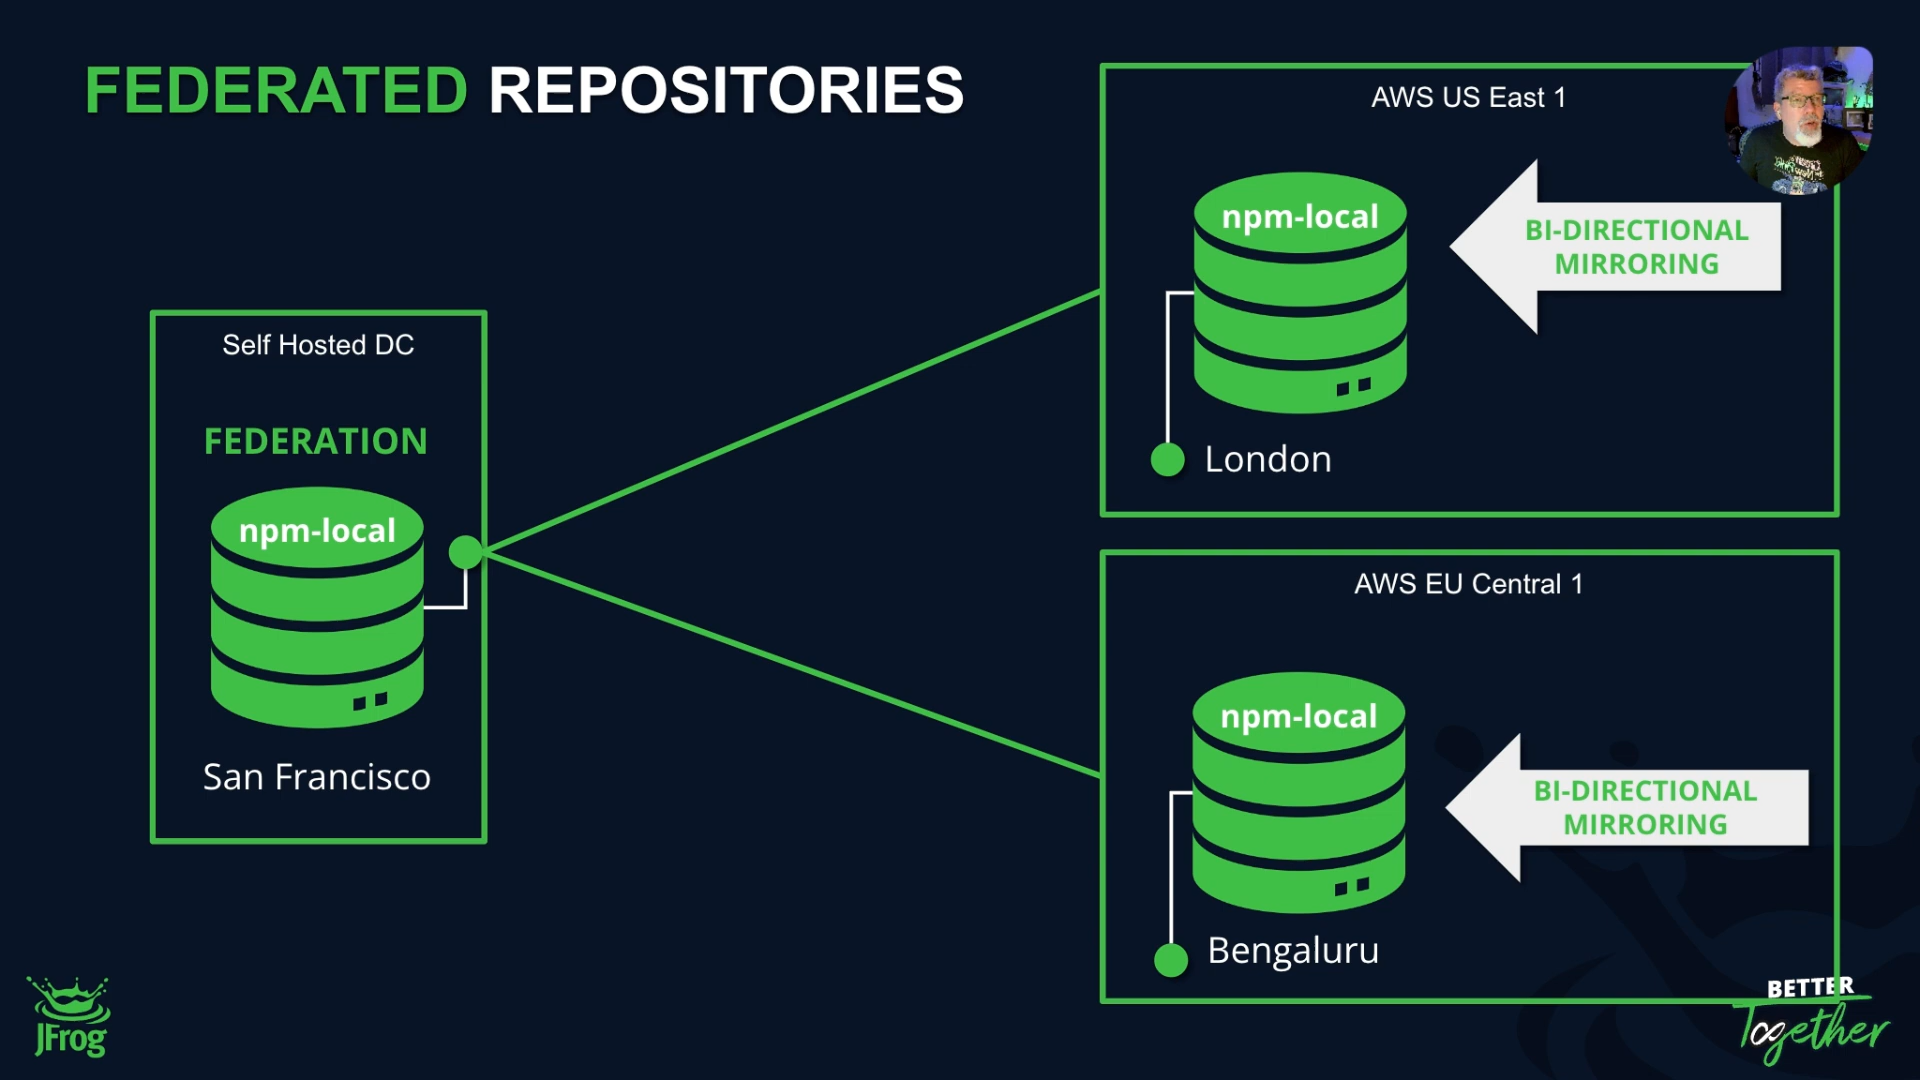 FEDERATED REPOSITORIES
Self Hosted DC
FEDERATION
npm-local
San Francisco
AWS US East 1
npm-local
BI-DIRECTIONAL
MIRRORING
London
AWS EU Central 1
npm-local
BI-DIRECTIONAL
MIRRORING
Bengaluru
JFrog
BETTER
Together